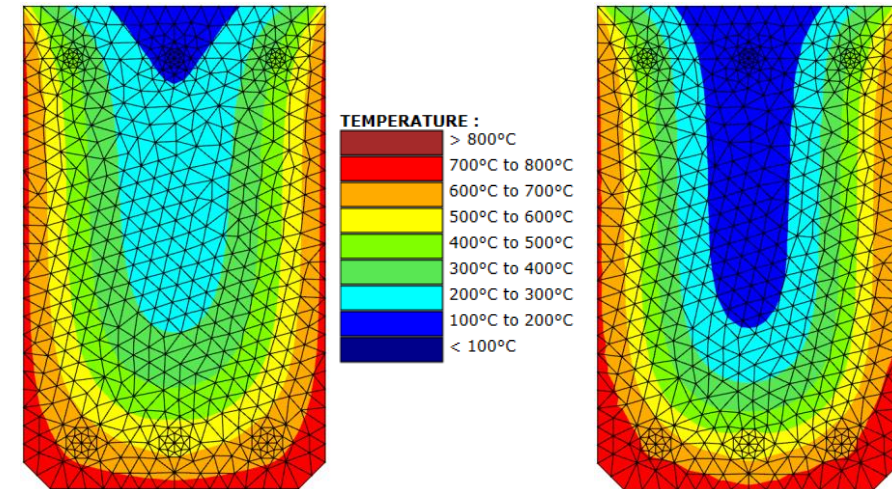 TEMPERATURE :
> 800°C
700°C to 800°C
600°C to 700°C
500°C to 600°C
400°C to 500°C
300°C to 400°C
200°C to 300°C
100°C to 200°C
< 100°C